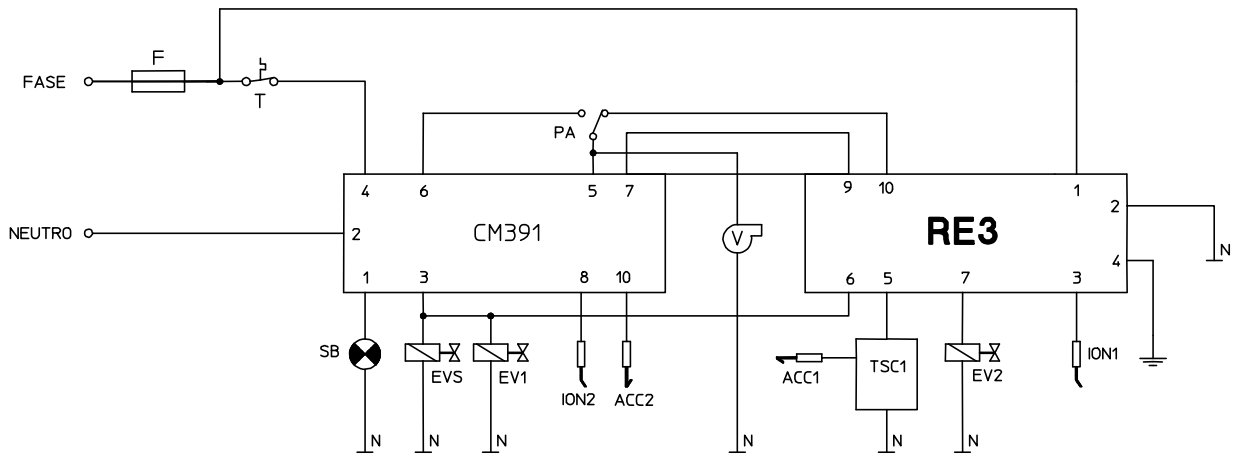 F
FASE
T
PA
4
6
5
7
9
10
1
2
NEUTRO
2
CM391
V
RE3
4
N
1
3
8
10
6
5
7
3
SB
EVS
EV1
ION2
ACC2
ACC1
TSC1
EV2
ION1
N
N
N
N
N
N